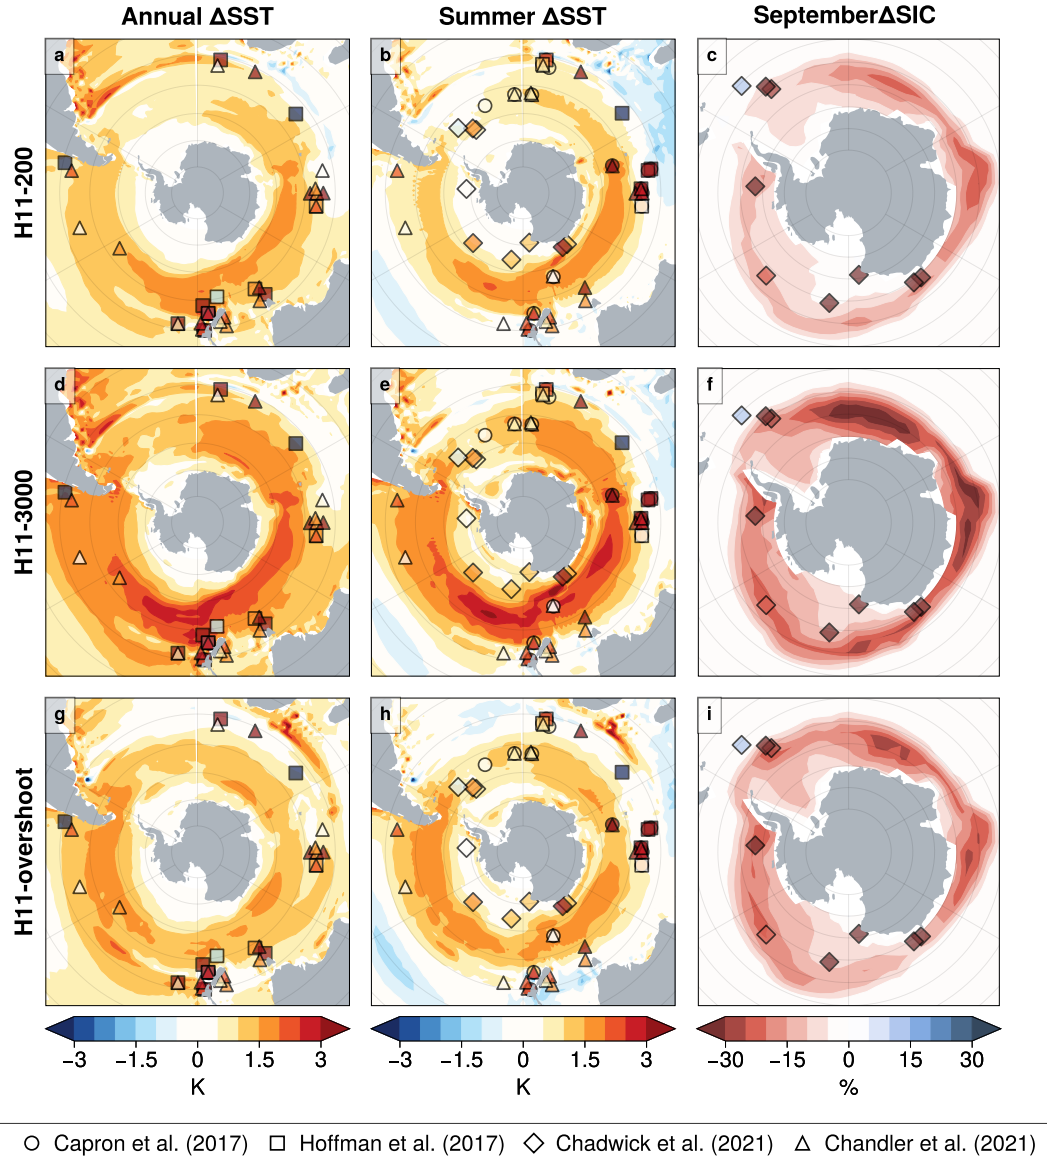 Annual ΔSST
Summer ΔSST
SeptemberΔSIC
H11-200
a
b
c
H11-3000
d
e
f
H11-overshoot
g
h
i
−3 −1.5 0 1.5 3
K
−3 −1.5 0 1.5 3
K
−30 −15 0 15 30
%
Capron et al. (2017)
Hoffman et al. (2017)
Chadwick et al. (2021)
Chandler et al. (2021)